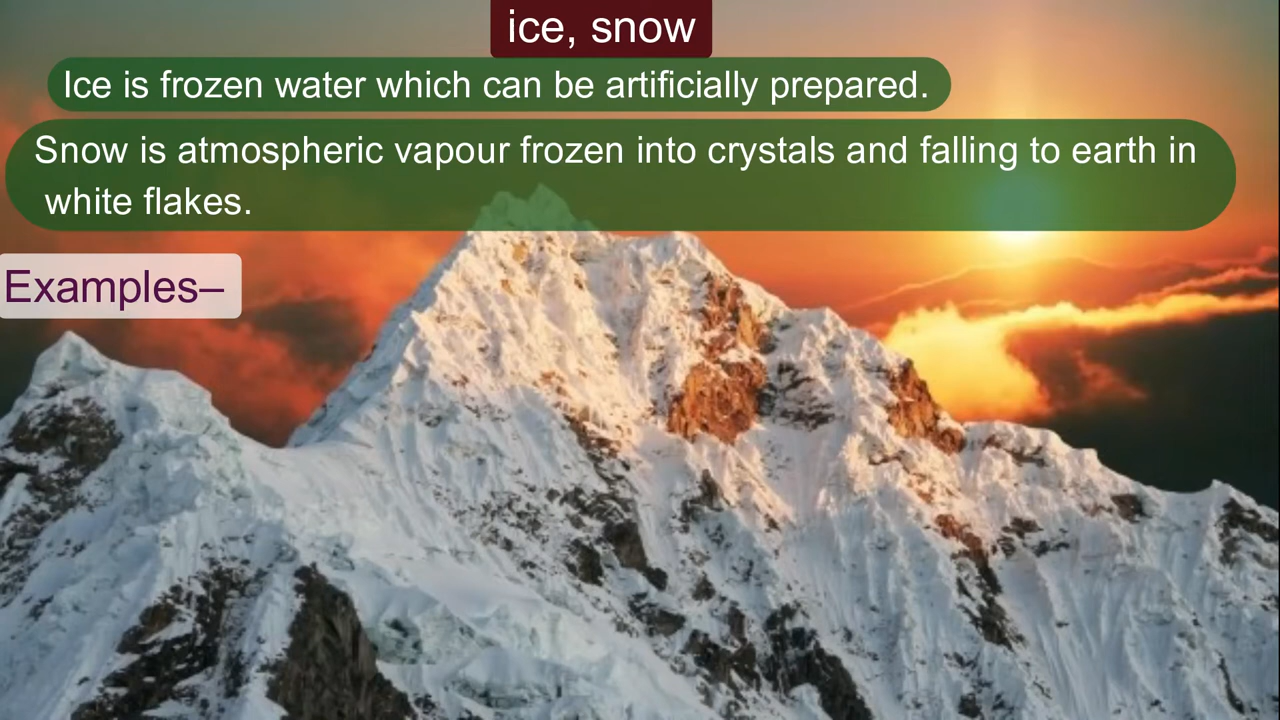 ice, snow
Ice is frozen water which can be artificially prepared.
Snow is atmospheric vapour frozen into crystals and falling to earth in
white flakes.
Examples–